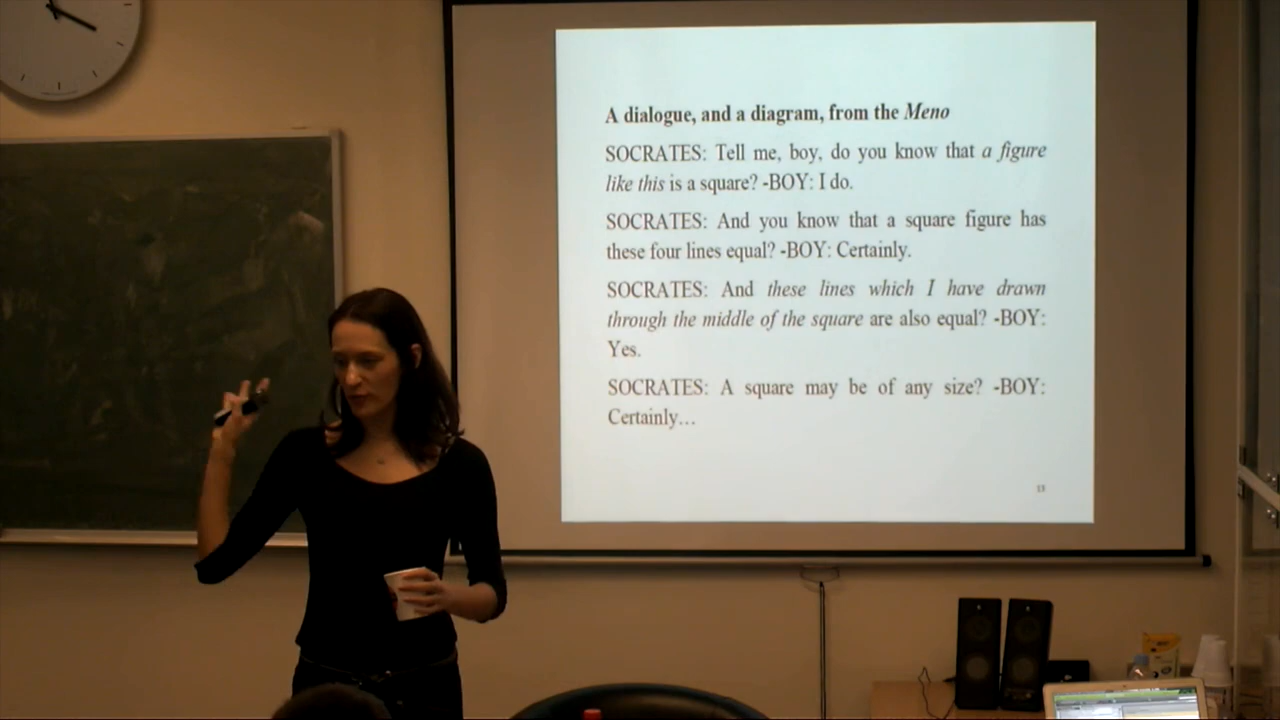 A dialogue, and a diagram, from the Meno
SOCRATES: Tell me, boy, do you know that a figure
like this is a square? -BOY: I do.
SOCRATES: And you know that a square figure has
these four lines equal? -BOY: Certainly.
SOCRATES: And these lines which I have drawn
through the middle of the square are also equal? -BOY:
Yes.
SOCRATES: A square may be of any size? -BOY:
Certainly…